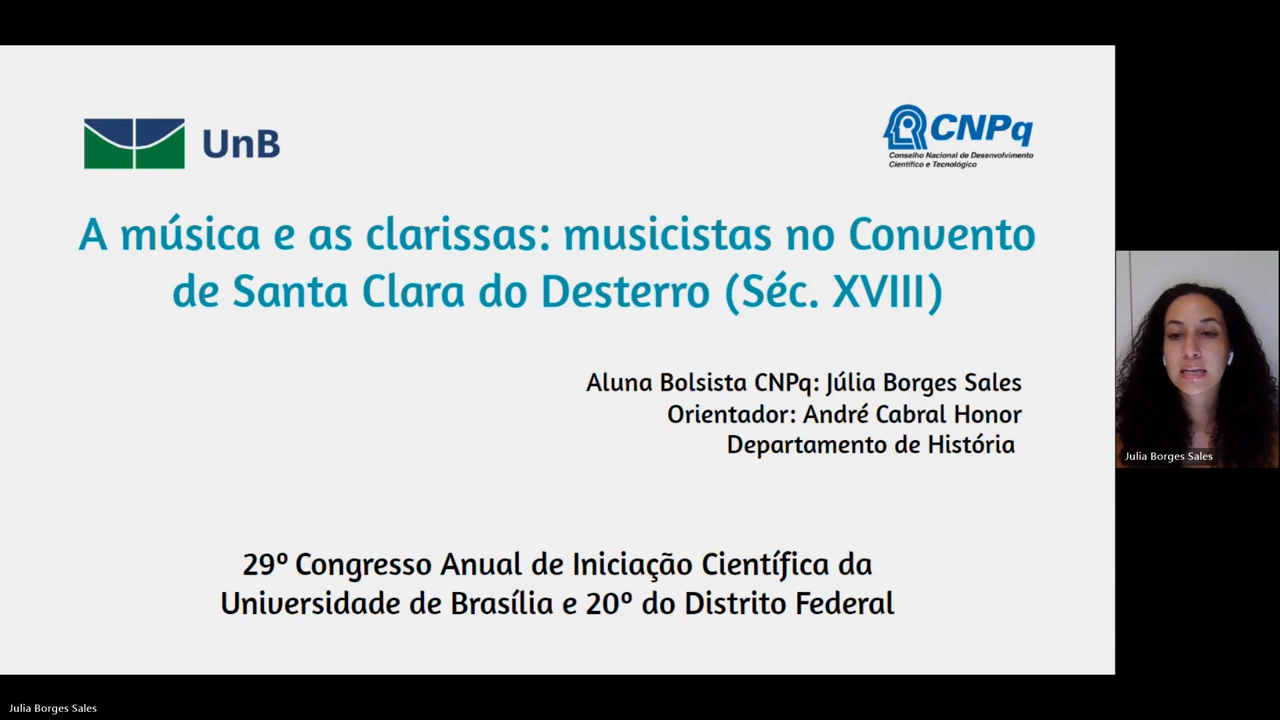 UnB
CNPq
Conselho Nacional de Desenvolvimento
Científico e Tecnológico
A música e as clarissas: musicistas no Convento
de Santa Clara do Desterro (Séc. XVIII)
Aluna Bolsista CNPq: Júlia Borges Sales
Orientador: André Cabral Honor
Departamento de História
29º Congresso Anual de Iniciação Científica da
Universidade de Brasília e 20º do Distrito Federal
Julia Borges Sales
Julia Borges Sales